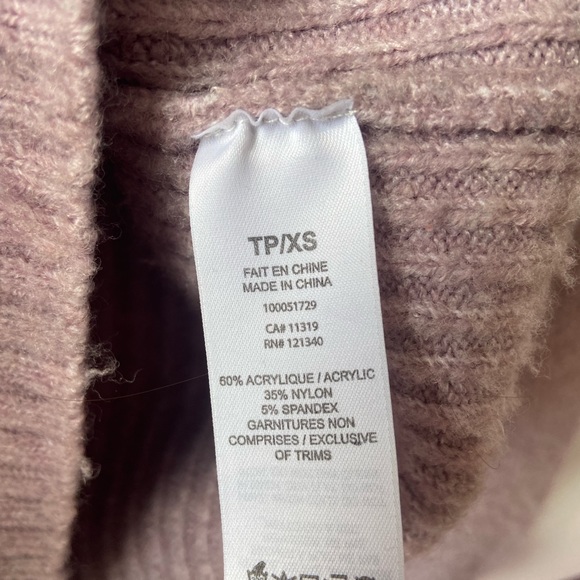 TP/XS
FAIT EN CHINE
MADE IN CHINA
100051729
CA# 11319
RN# 121340
60% ACRYLIQUE / ACRYLIC
35% NYLON
5% SPANDEX
GARNITURES NON
COMPRISES / EXCLUSIVE
OF TRIMS